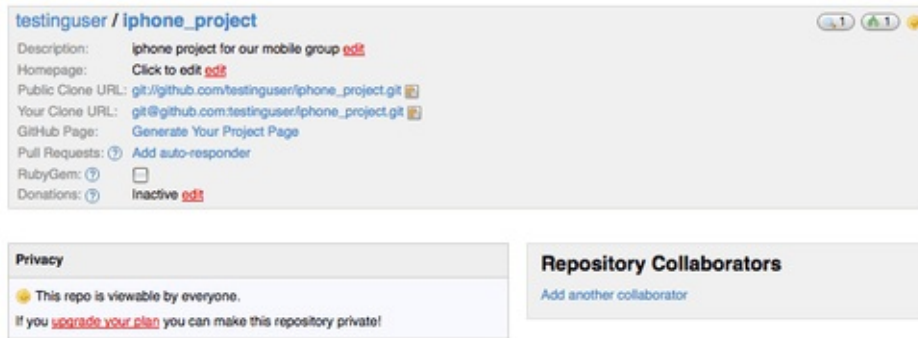 testinguser / iphone_project
1 1
Description: iphone project for our mobile group edit
Homepage: Click to edit edit
Public Clone URL: git://github.com/testinguser/iphone_project.git
Your Clone URL: git@github.com:testinguser/iphone_project.git
GitHub Page: Generate Your Project Page
Pull Requests: ? Add auto-responder
RubyGem: ?
Donations: ? Inactive edit
Privacy
This repo is viewable by everyone.
If you upgrade your plan you can make this repository private!
Repository Collaborators
Add another collaborator